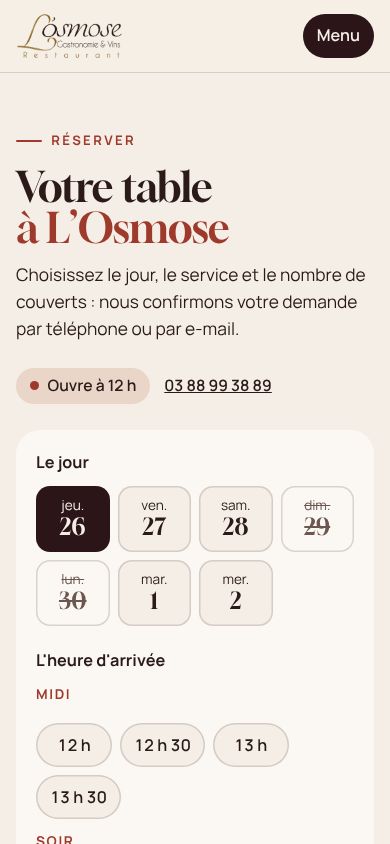 L'osmose
Gastronomie & Vins
Restaurant
Menu
RÉSERVER
Votre table
à L’Osmose
Choisissez le jour, le service et le nombre de
couverts : nous confirmons votre demande
par téléphone ou par e-mail.
Ouvre à 12 h
03 88 99 38 89
Le jour
jeu. ven. sam. dim.
26 27 28 29
lun. mar. mer.
30 1 2
L'heure d'arrivée
MIDI
12 h 12 h 30 13 h
13 h 30
SOIR